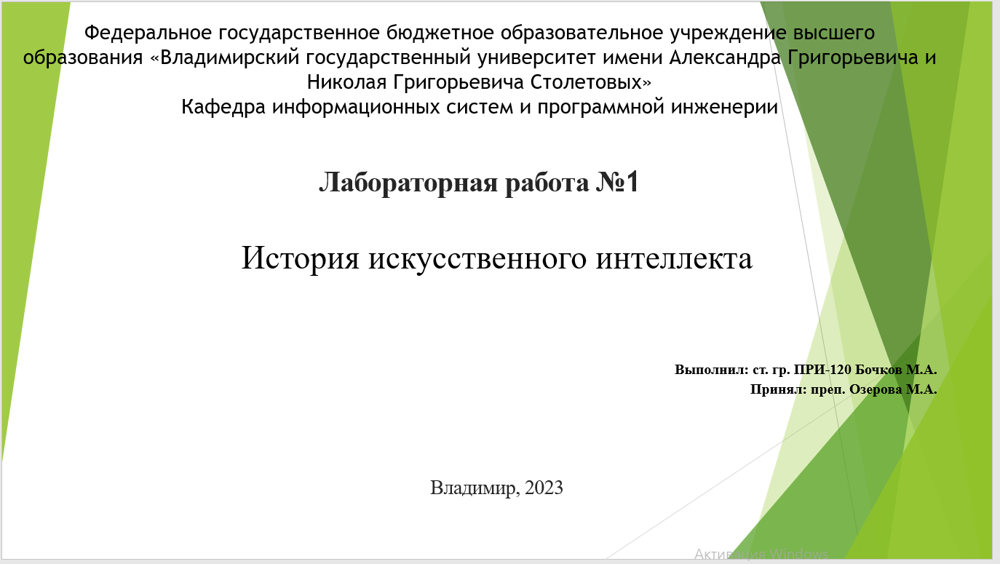 Федеральное государственное бюджетное образовательное учреждение высшего
образования «Владимирский государственный университет имени Александра Григорьевича и
Николая Григорьевича Столетовых»
Кафедра информационных систем и программной инженерии
Лабораторная работа №1
История искусственного интеллекта
Выполнил: ст. гр. ПРИ-120 Бочков М.А.
Принял: преп. Озерова М.А.
Владимир, 2023
Активация Windows